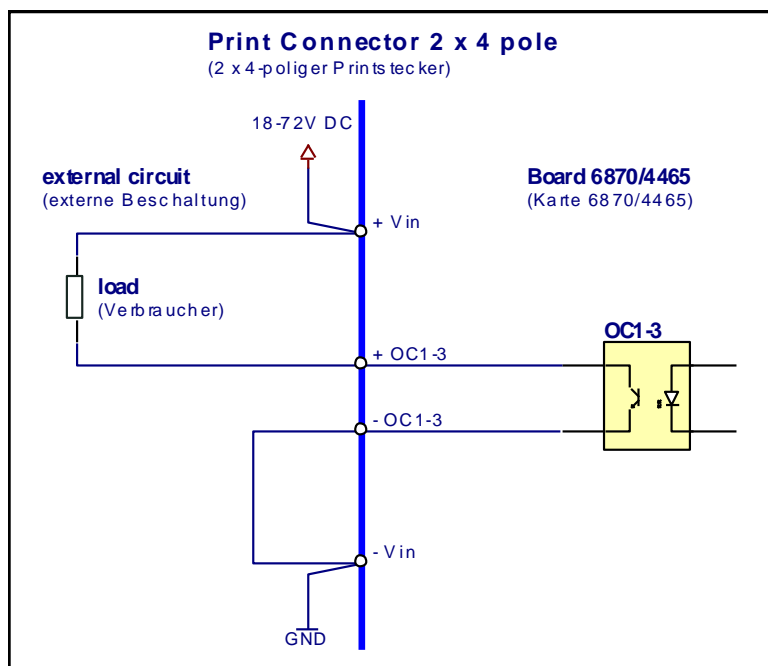 Print Connector 2 x 4 pole
(2 x 4-poliger Printstecker)
18-72V DC
external circuit
(externe Beschaltung)
Board 6870/4465
(Karte 6870/4465)
+ Vin
load
(Verbraucher)
OC1-3
+ OC1-3
- OC1-3
- Vin
GND